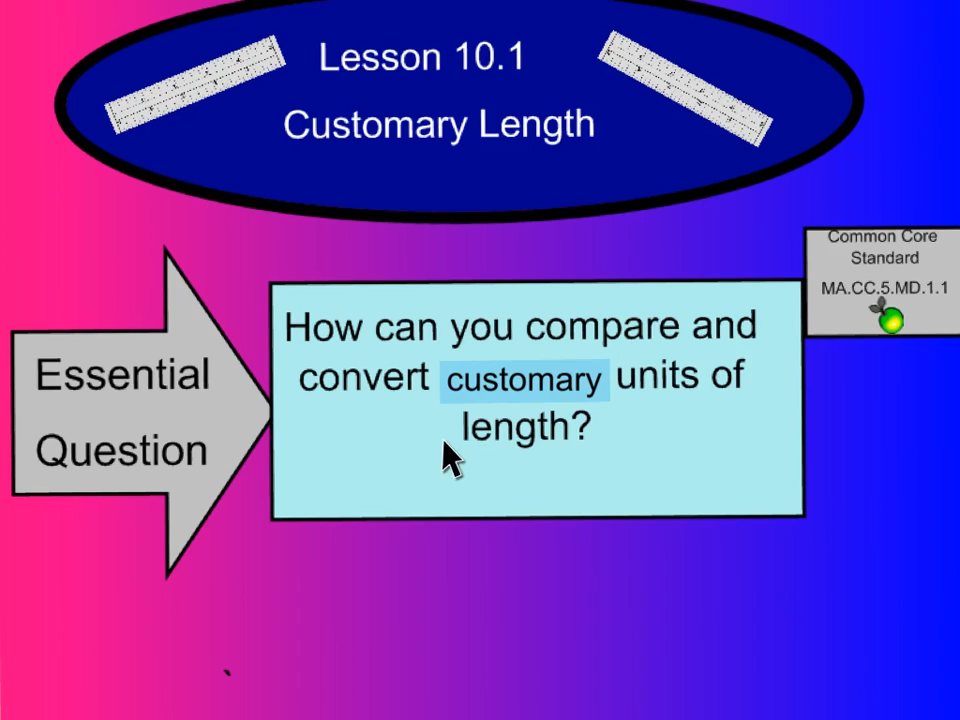 Lesson 10.1
Customary Length
Common Core
Standard
MA.CC.5.MD.1.1
Essential
Question
How can you compare and
convert customary units of
length?